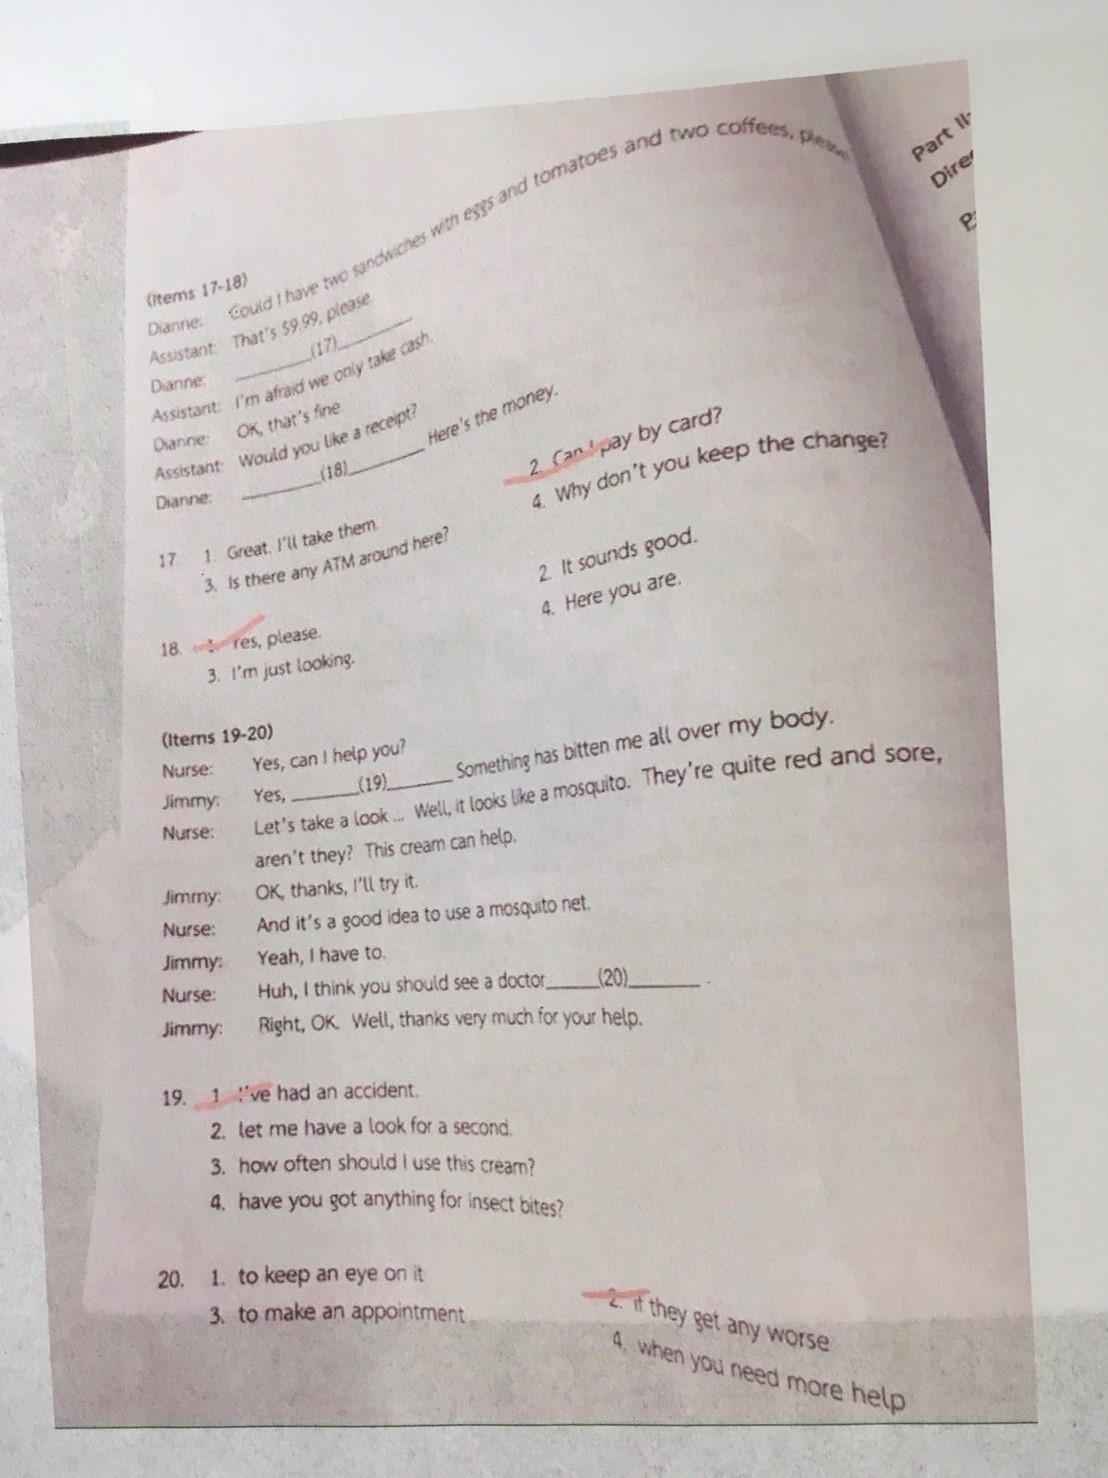 (Items 17-18)
Dianne: Could I have two sandwiches with eggs and tomatoes and two coffees, please
Assistant: That's $9.99, please.
Dianne: ______(17)______
Assistant: I'm afraid we only take cash.
Dianne: OK, that's fine
Assistant: Would you like a receipt?
Dianne: ______(18)______ Here's the money.
17 1. Great. I'll take them. 2. Can I pay by card?
3. Is there any ATM around here? 4. Why don't you keep the change?
18. 1. Yes, please. 2. It sounds good.
3. I'm just looking. 4. Here you are.
(Items 19-20)
Nurse: Yes, can I help you?
Jimmy: Yes, ______(19)______ Something has bitten me all over my body.
Nurse: Let's take a look ... Well, it looks like a mosquito. They're quite red and sore,
aren't they? This cream can help.
Jimmy: OK, thanks, I'll try it.
Nurse: And it's a good idea to use a mosquito net.
Jimmy: Yeah, I have to.
Nurse: Huh, I think you should see a doctor______(20)______.
Jimmy: Right, OK. Well, thanks very much for your help.
19. 1 I've had an accident.
2. let me have a look for a second.
3. how often should I use this cream?
4. have you got anything for insect bites?
20. 1. to keep an eye on it 2. if they get any worse
3. to make an appointment 4. when you need more help
Part II